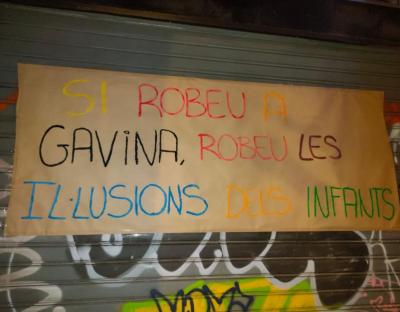 SI ROBEU A
GAVINA, ROBEU LES
IL·LUSIONS DELS INFANTS